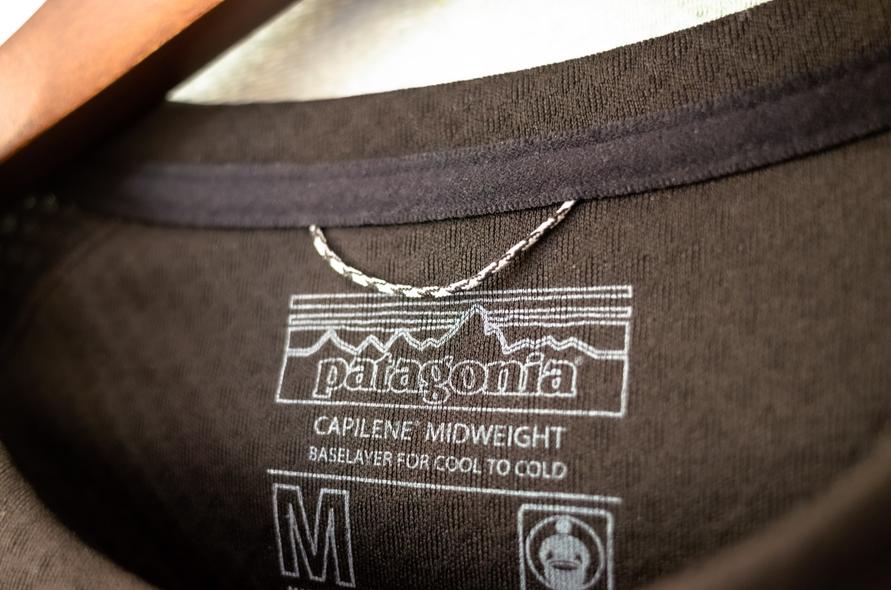 patagonia®
CAPILENE® MIDWEIGHT
BASELAYER FOR COOL TO COLD
M